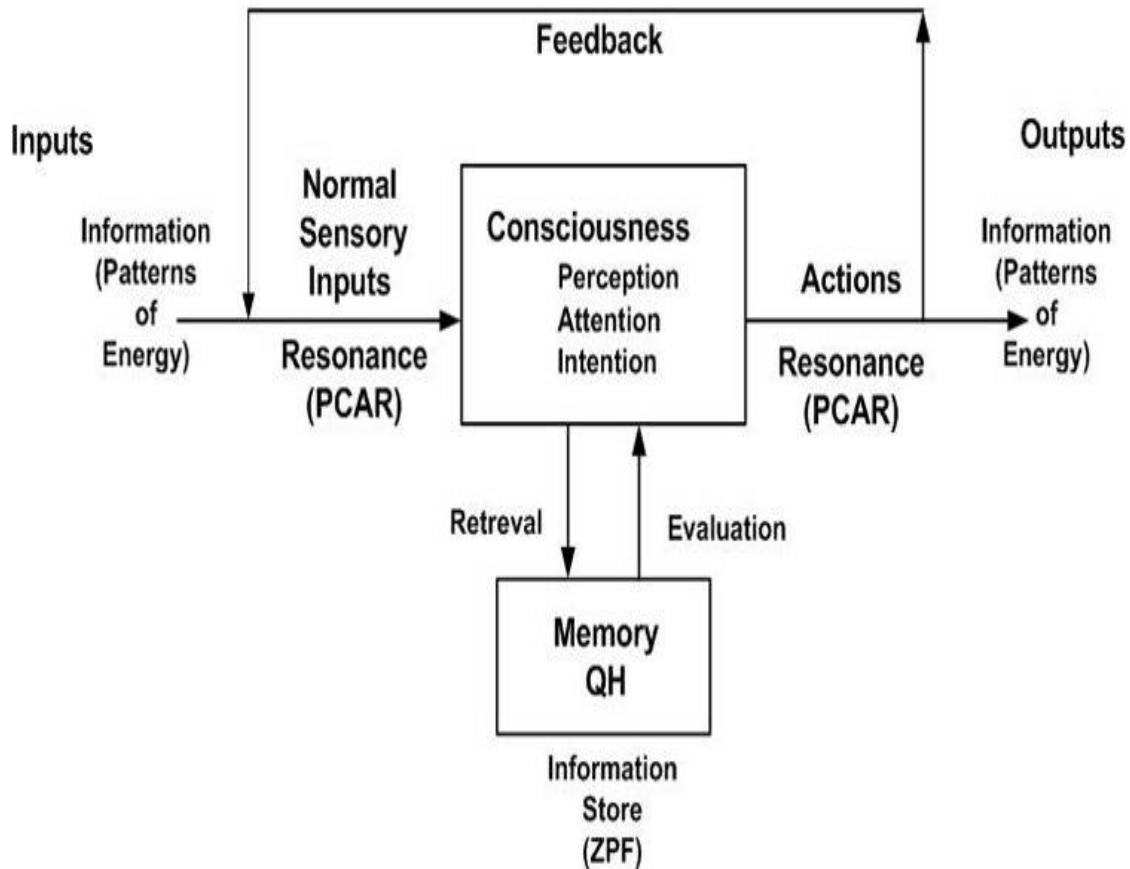 Feedback
Inputs
Outputs
Information
(Patterns
of
Energy)
Normal
Sensory
Inputs
Resonance
(PCAR)
Consciousness
Perception
Attention
Intention
Actions
Resonance
(PCAR)
Information
(Patterns
of
Energy)
Retreval
Evaluation
Memory
QH
Information
Store
(ZPF)